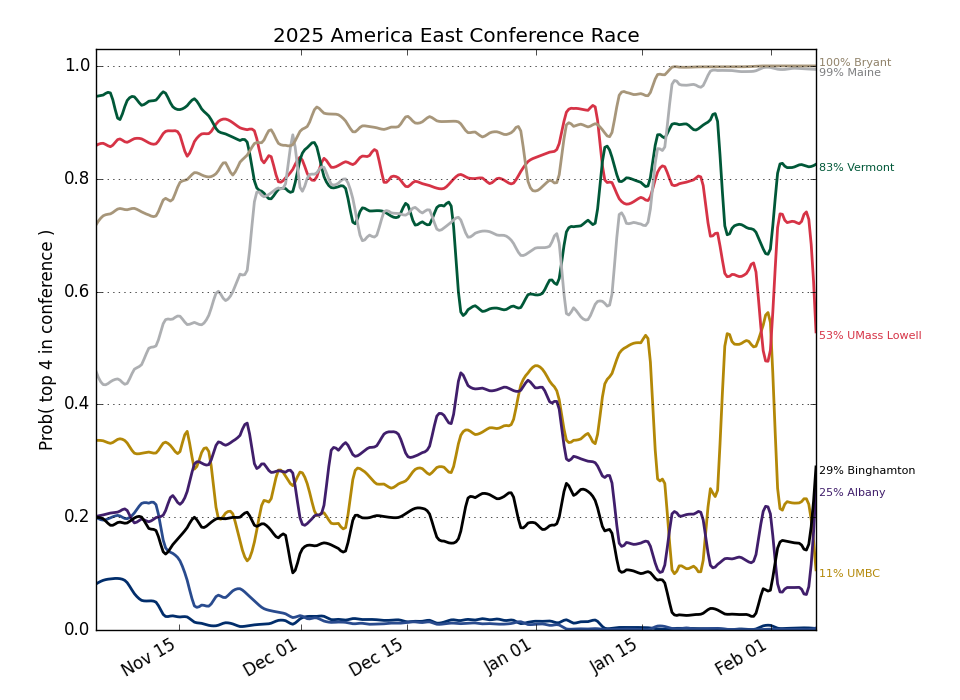 2025 America East Conference Race
Prob( top 4 in conference )
1.0
0.8
0.6
0.4
0.2
0.0
Nov 15
Dec 01
Dec 15
Jan 01
Jan 15
Feb 01
100% Bryant
99% Maine
83% Vermont
53% UMass Lowell
29% Binghamton
25% Albany
11% UMBC